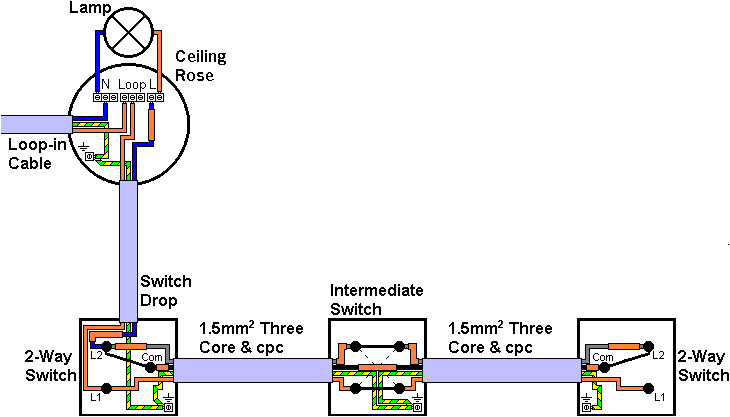 Lamp
Ceiling
Rose
N Loop L
Loop-in
Cable
Switch
Drop
Intermediate
Switch
1.5mm² Three
Core & cpc
1.5mm² Three
Core & cpc
2-Way
Switch
L2
Com
L1
Com
L2
L1
2-Way
Switch